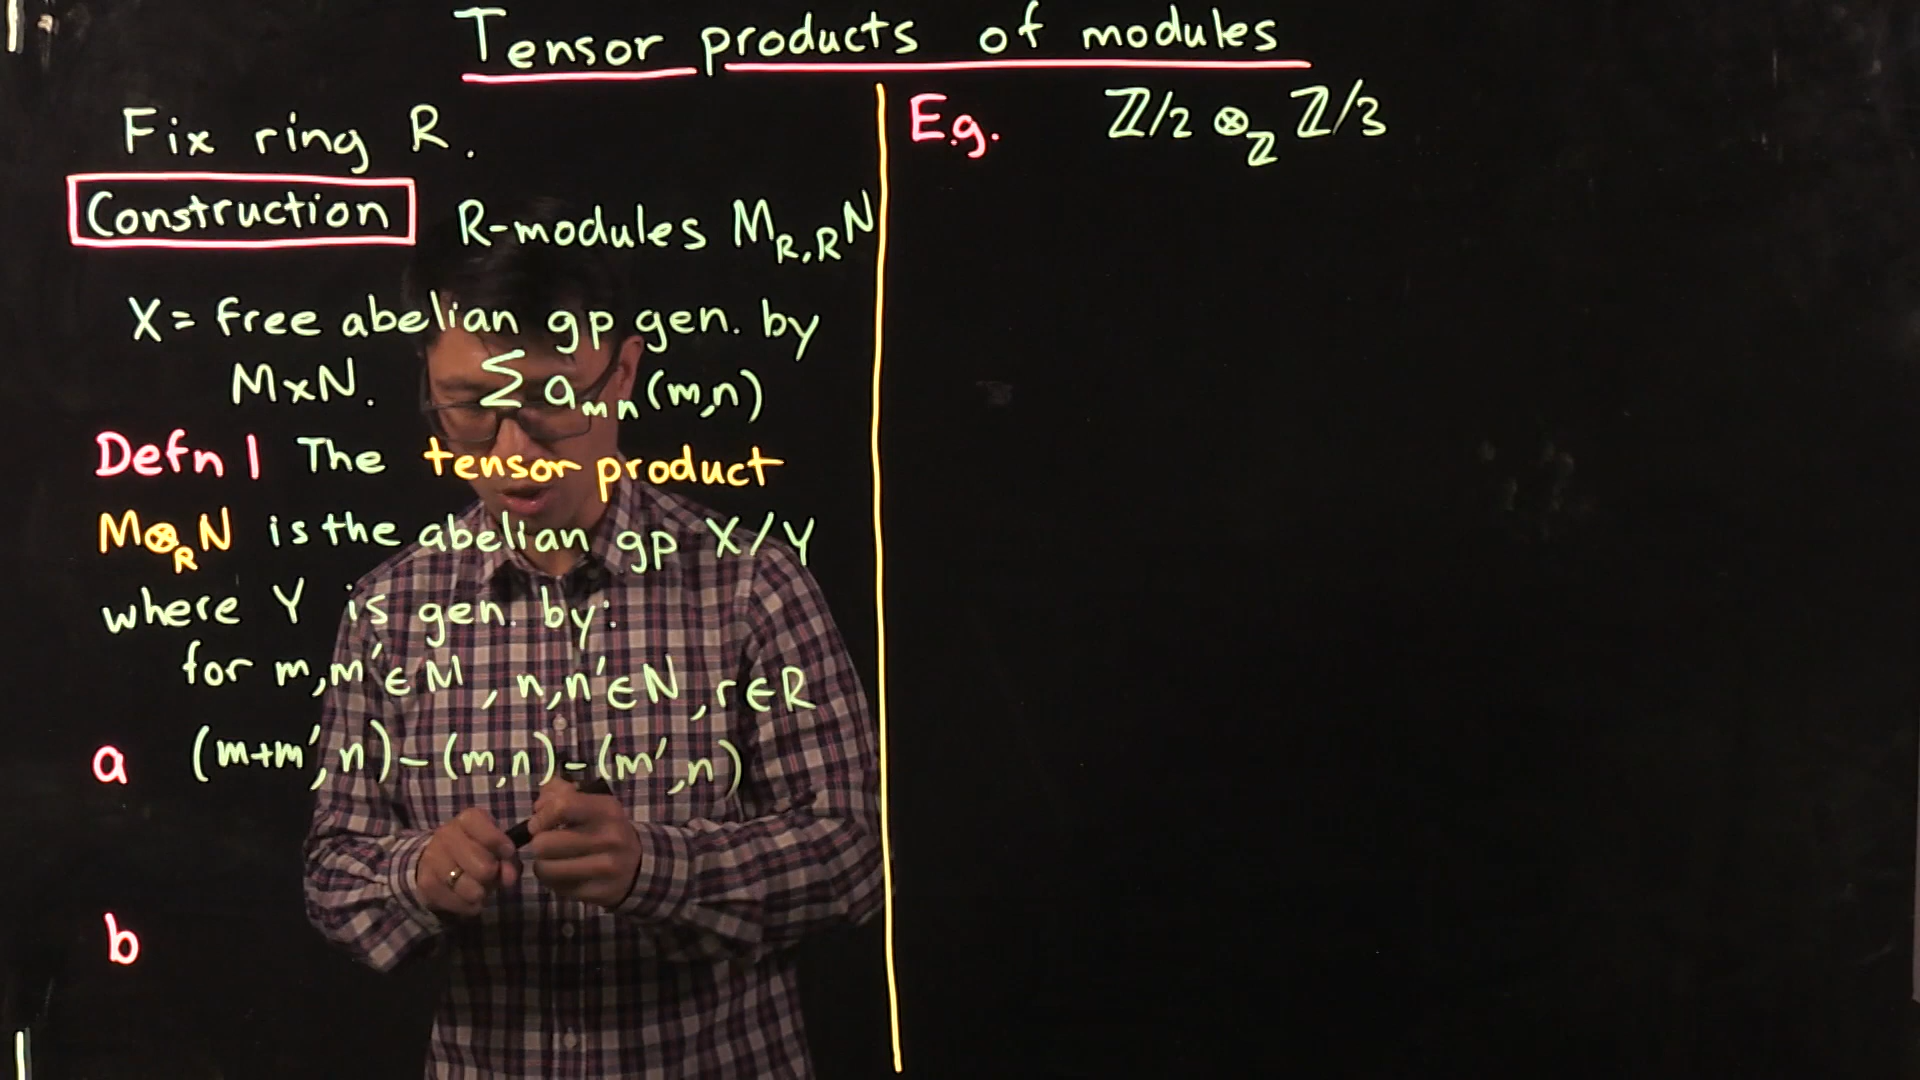 Tensor products of modules
Fix ring R.
Construction R-modules M_R, _RN
X = free abelian gp gen. by
M×N. Σ a_mn (m,n)
Defn 1 The tensor product
M⊗_R N is the abelian gp X/Y
where Y is gen. by:
for m,m' ∈ M, n,n' ∈ N, r ∈ R
a (m+m', n) - (m,n) - (m',n)
b
E.g. ℤ/2 ⊗_ℤ ℤ/3